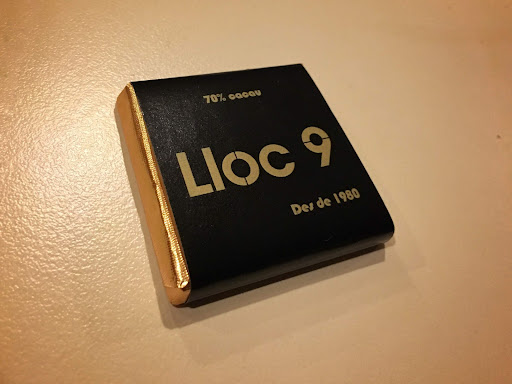 70% cacau
Lloc 9
Des de 1980